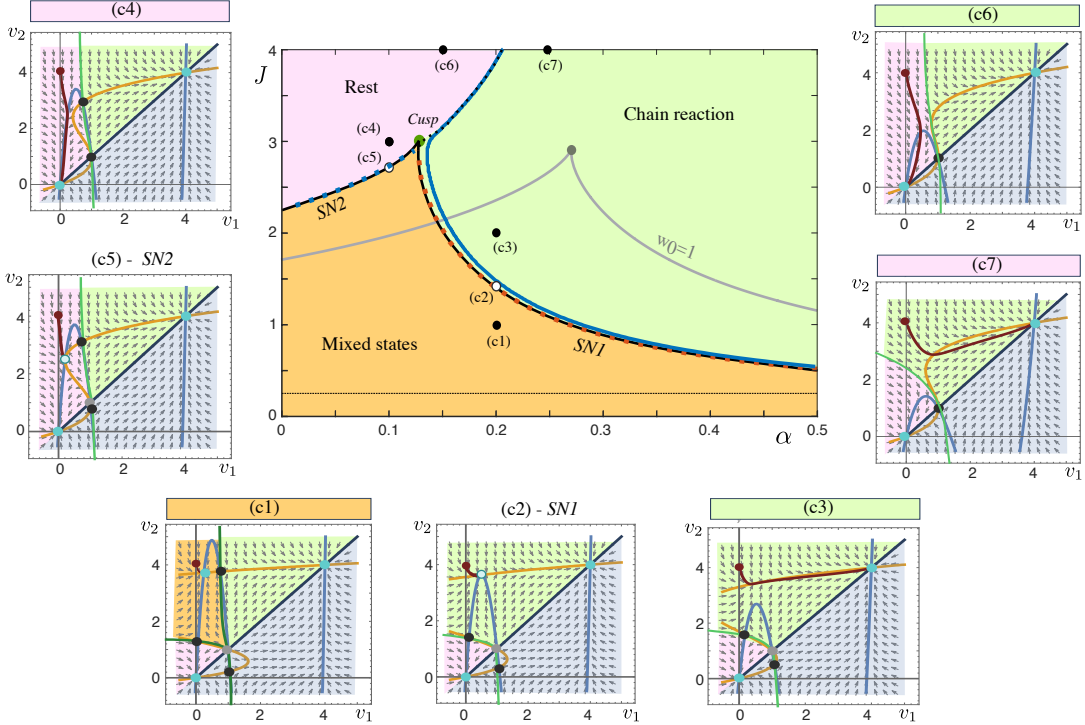 (c4)
v2
4
2
0
0
2
4
v1
(c5) - SN2
v2
4
2
0
0
2
4
v1
J
4
3
2
1
0
0
0.1
0.2
0.3
0.4
0.5
α
Rest
Chain reaction
Mixed states
Cusp
SN2
SN1
w0=1
(c6)
(c7)
(c4)
(c5)
(c3)
(c2)
(c1)
(c6)
v2
4
2
0
0
2
4
v1
(c7)
v2
4
2
0
0
2
4
v1
(c1)
v2
4
2
0
0
2
4
v1
(c2) - SN1
v2
4
2
0
0
2
4
v1
(c3)
v2
4
2
0
0
2
4
v1